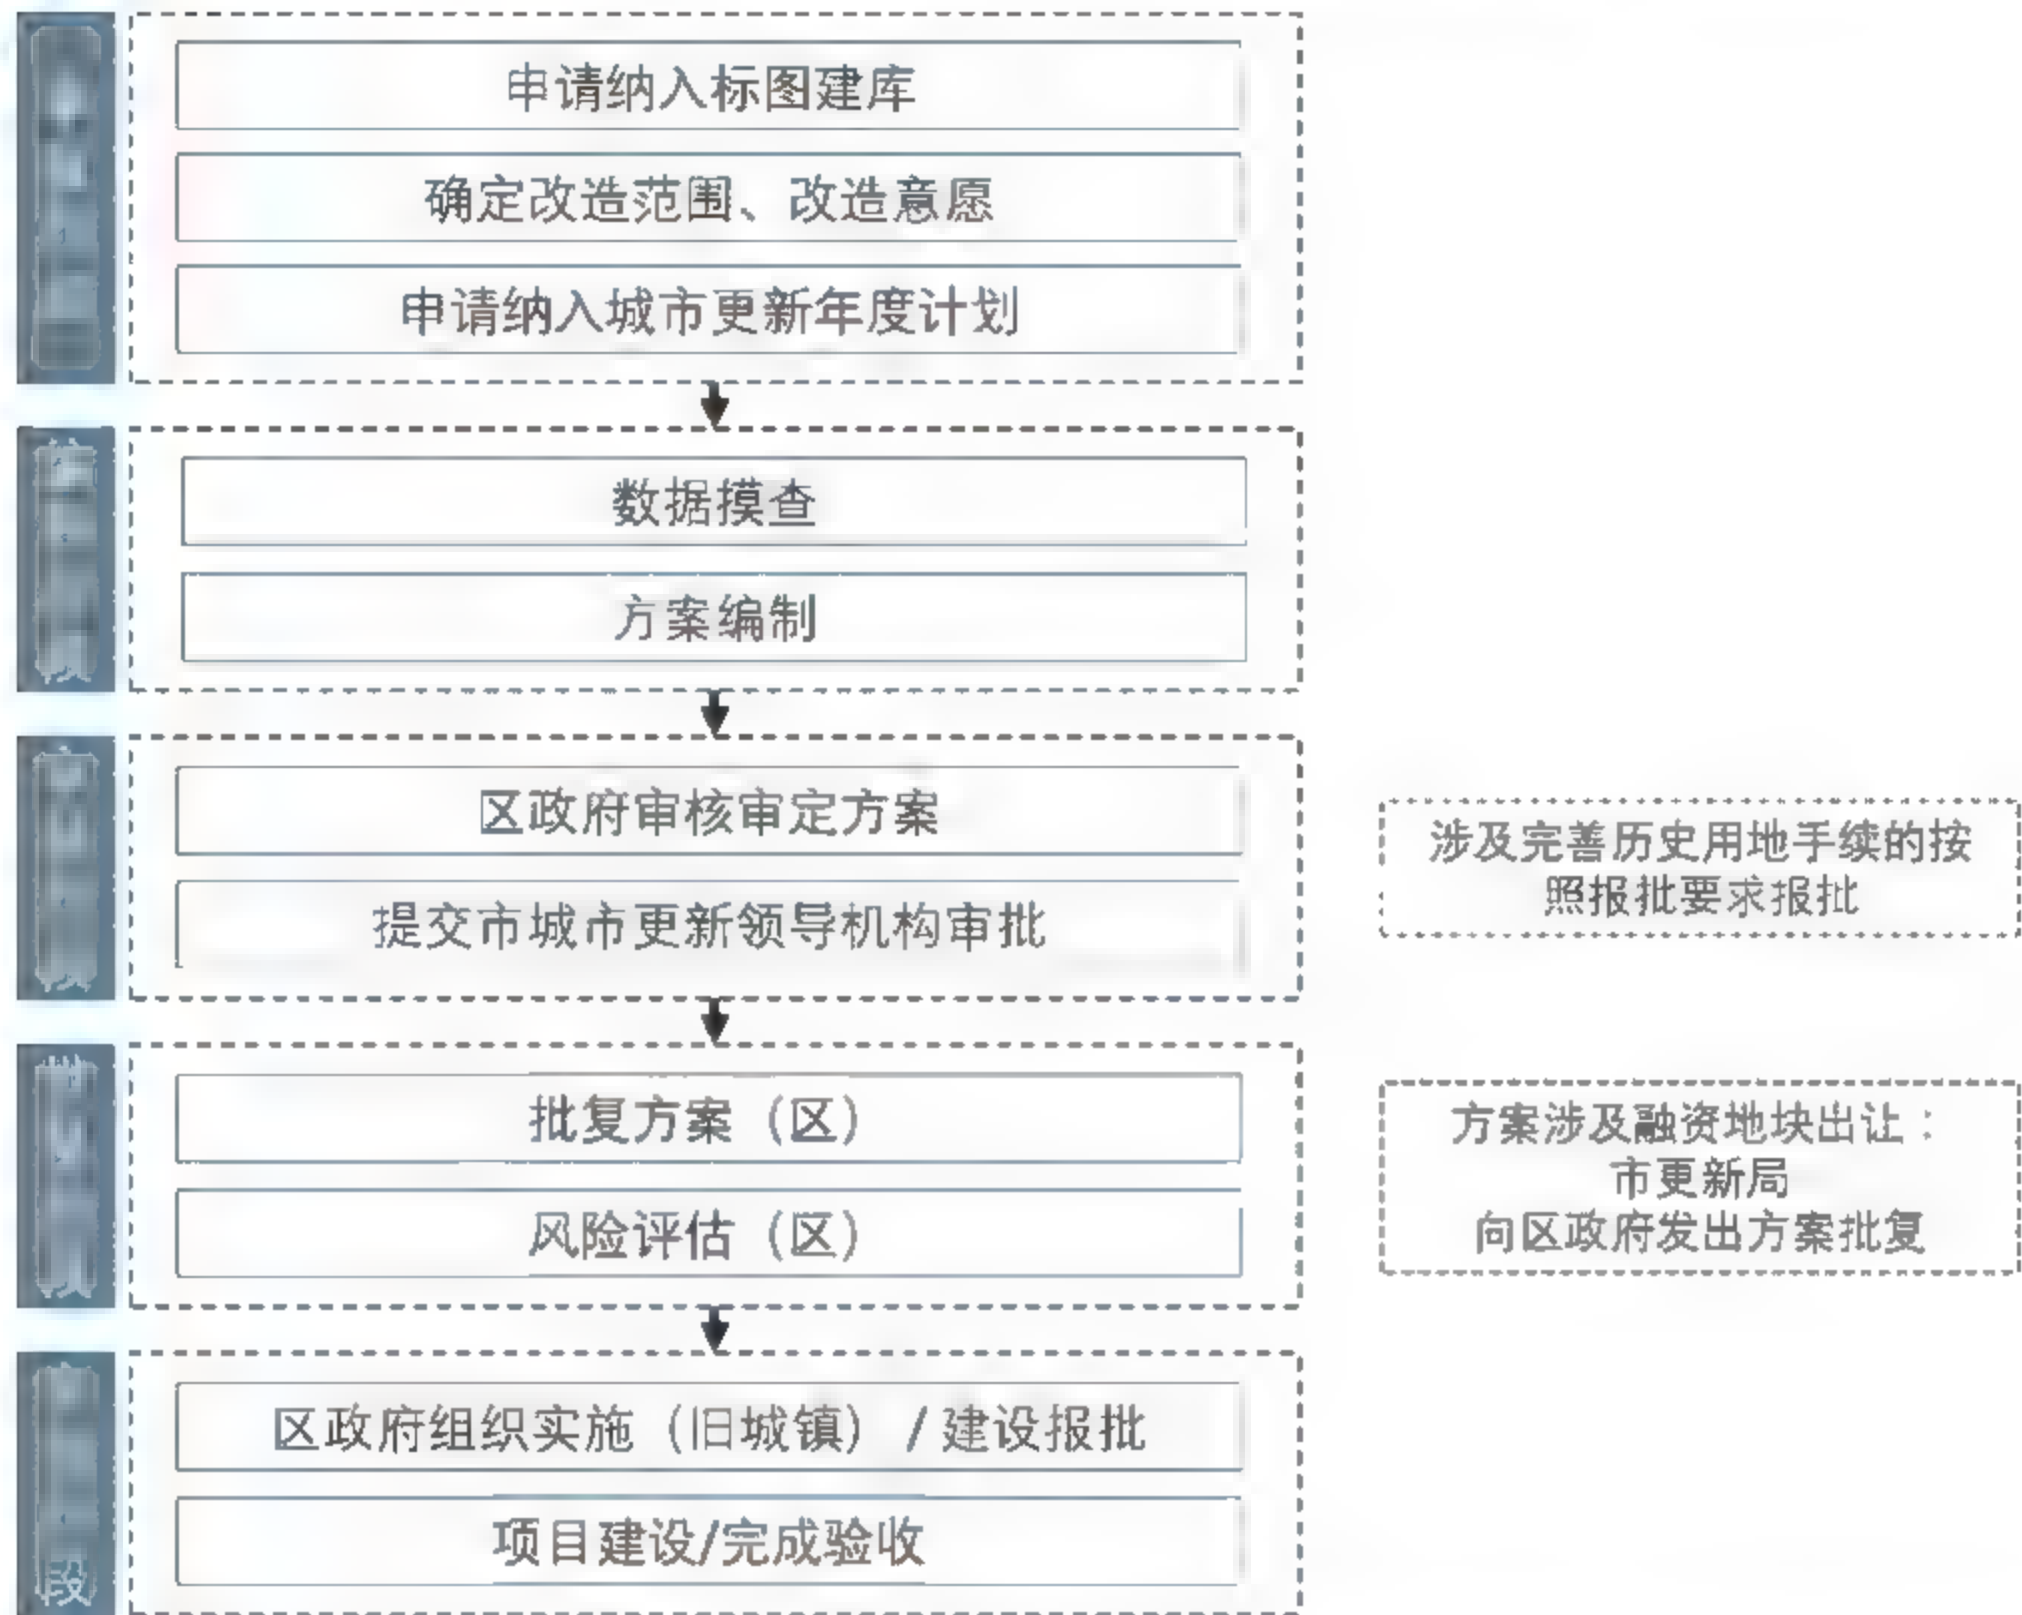 申请纳入标图建库
确定改造范围、改造意愿
申请纳入城市更新年度计划
数据摸查
方案编制
区政府审核审定方案
提交市城市更新领导机构审批
涉及完善历史用地手续的按
照报批要求报批
批复方案（区）
风险评估（区）
方案涉及融资地块出让：
市更新局
向区政府发出方案批复
区政府组织实施（旧城镇）/建设报批
项目建设/完成验收
段